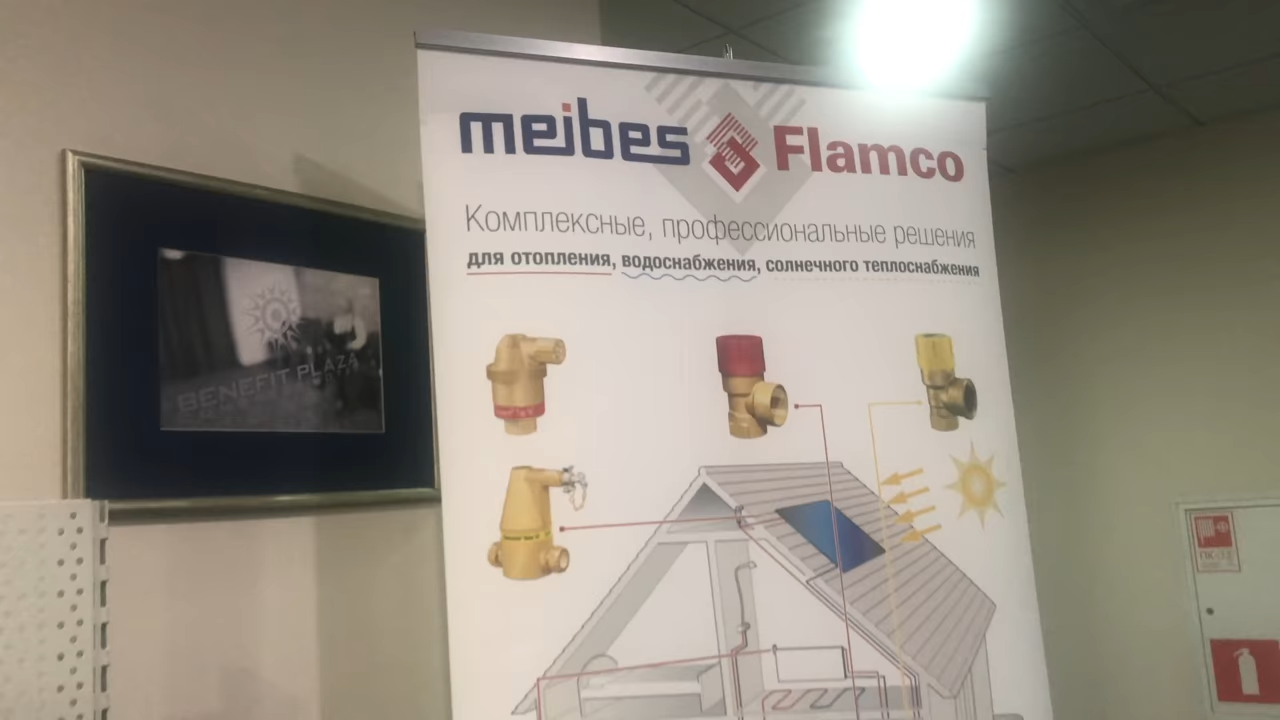 meibes Flamco
Комплексные, профессиональные решения
для отопления, водоснабжения, солнечного теплоснабжения
BENEFIT PLAZA